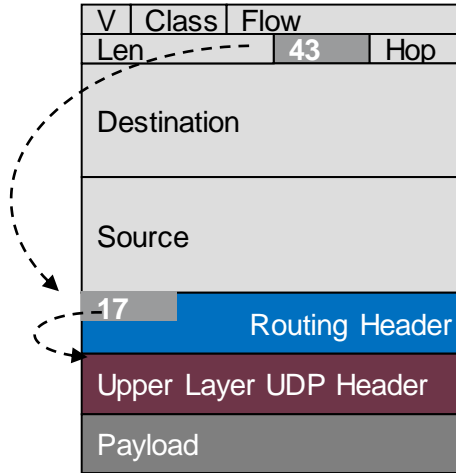 V Class Flow
Len 43 Hop
Destination
Source
17
Routing Header
Upper Layer UDP Header
Payload